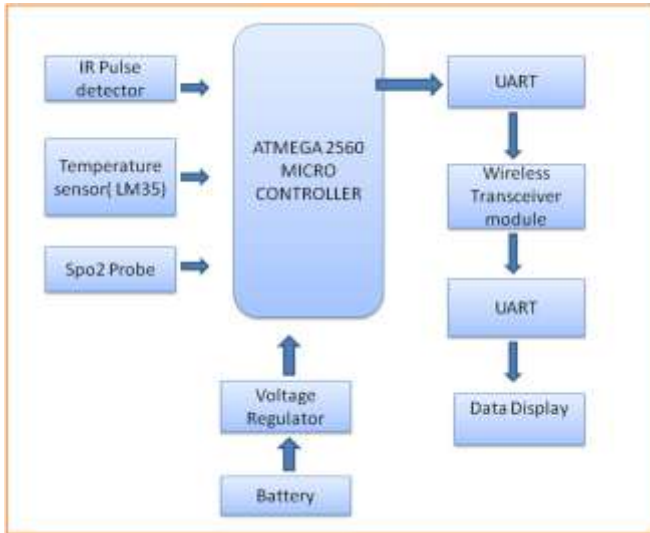 IR Pulse
detector
Temperature
sensor( LM35)
Spo2 Probe
ATMEGA 2560
MICRO
CONTROLLER
Voltage
Regulator
Battery
UART
Wireless
Transceiver
module
UART
Data Display